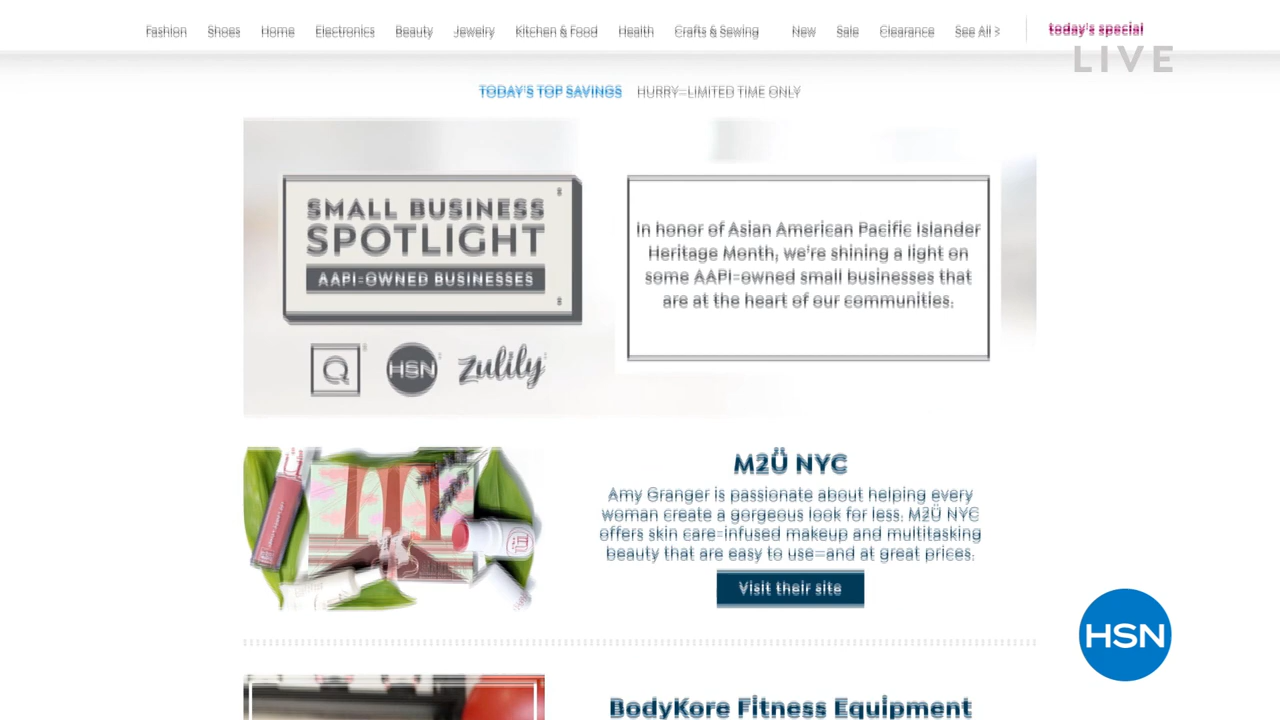 Fashion Shoes Home Electronics Beauty Jewelry Kitchen & Food Health Crafts & Sewing New Sale Clearance See All > today's special
LIVE
TODAY'S TOP SAVINGS HURRY—LIMITED TIME ONLY
SMALL BUSINESS
SPOTLIGHT
AAPI-OWNED BUSINESSES
Q HSN zulily
In honor of Asian American Pacific Islander
Heritage Month, we're shining a light on
some AAPI-owned small businesses that
are at the heart of our communities.
M2Ü NYC
Amy Granger is passionate about helping every
woman create a gorgeous look for less. M2Ü NYC
offers skin care-infused makeup and multitasking
beauty that are easy to use—and at great prices.
Visit their site
HSN
BodyKore Fitness Equipment